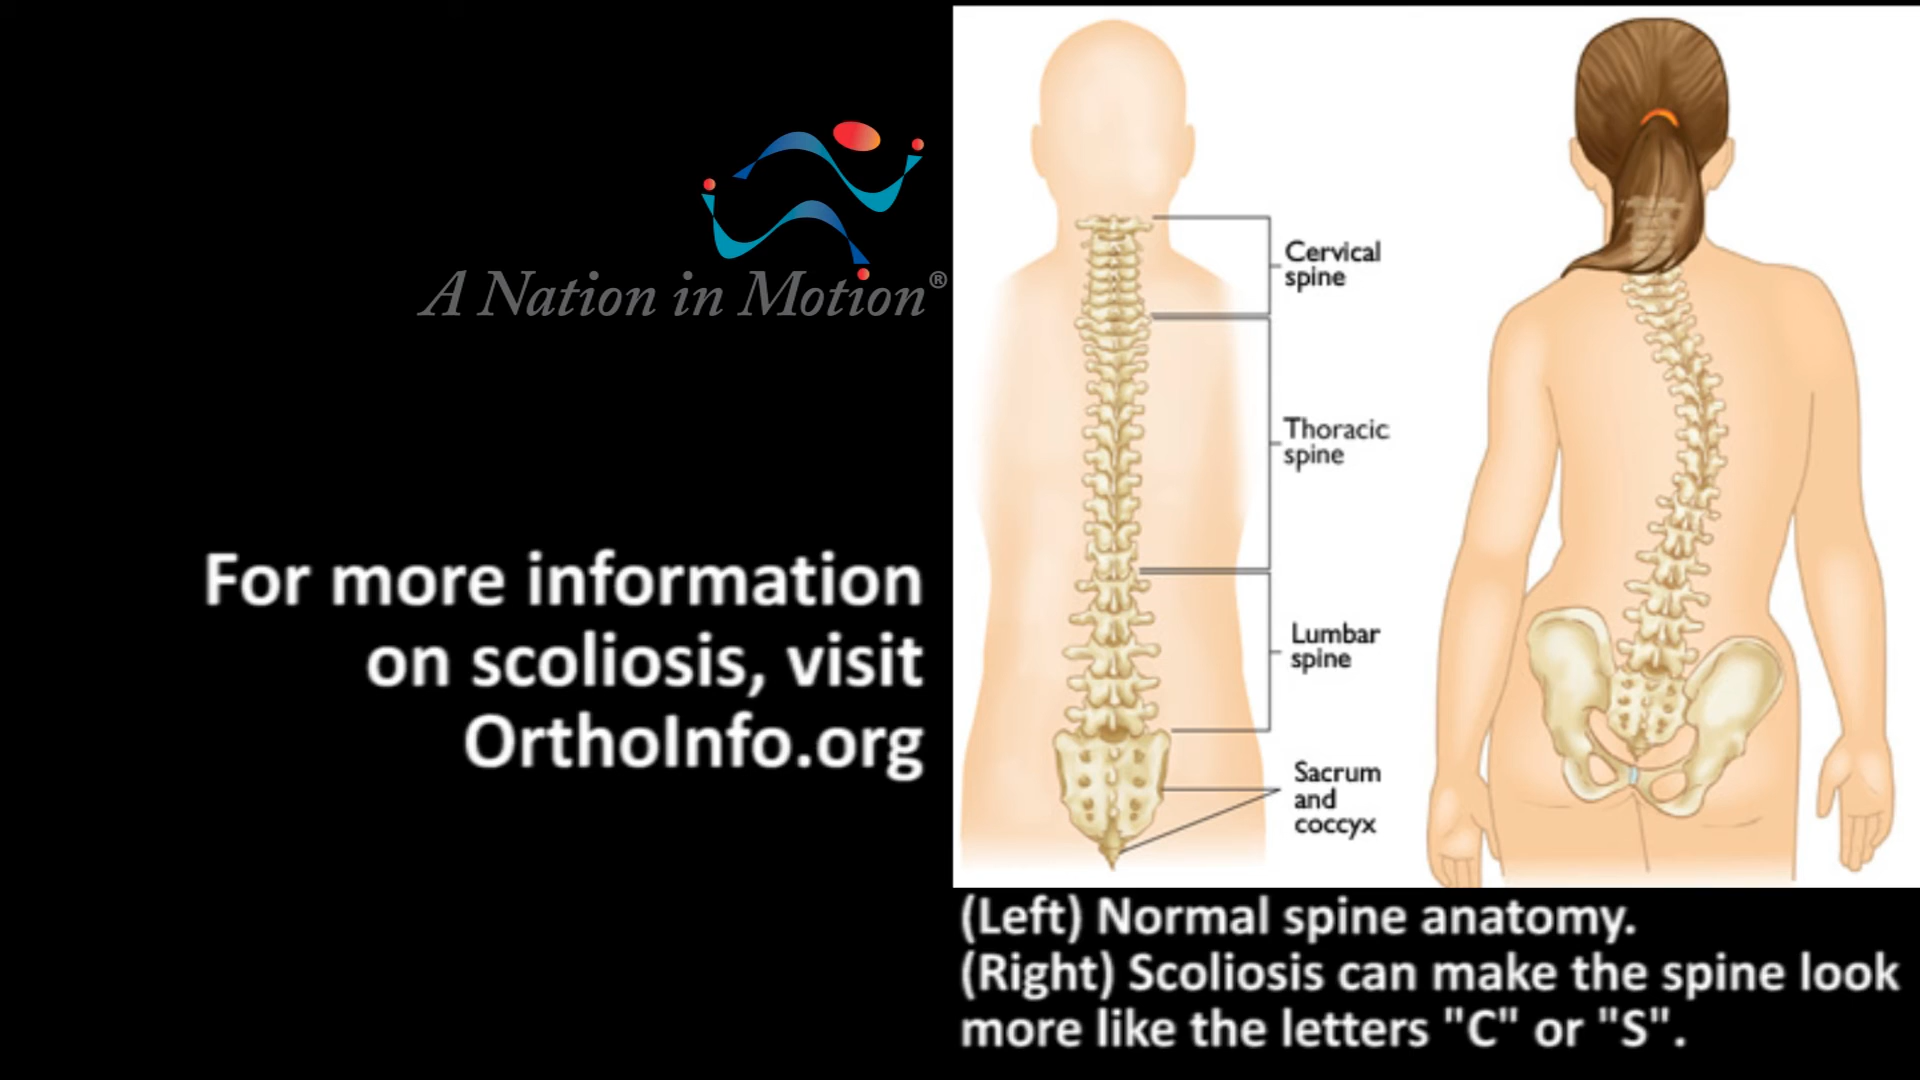 A Nation in Motion®
For more information
on scoliosis, visit
OrthoInfo.org
Cervical
spine
Thoracic
spine
Lumbar
spine
Sacrum
and
coccyx
(Left) Normal spine anatomy.
(Right) Scoliosis can make the spine look
more like the letters "C" or "S".